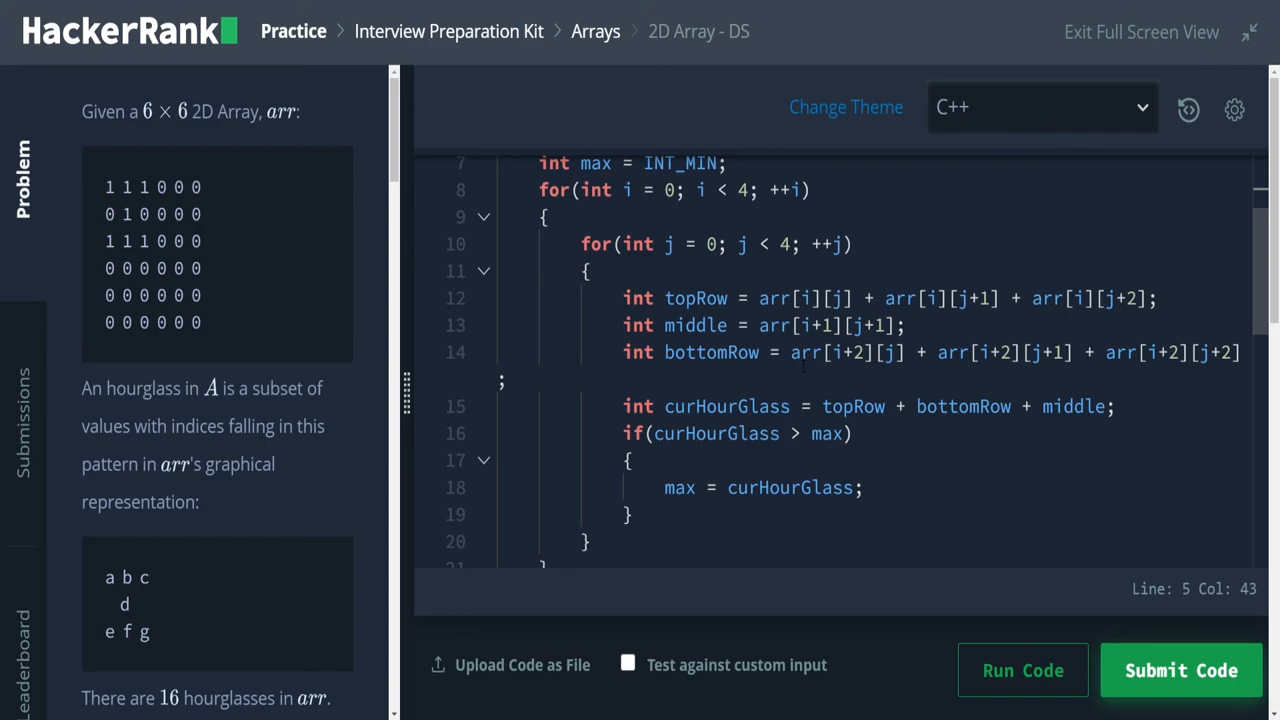 HackerRank
Practice > Interview Preparation Kit > Arrays > 2D Array - DS
Exit Full Screen View
Problem
Submissions
Leaderboard
Given a 6 × 6 2D Array, arr:
1 1 1 0 0 0
0 1 0 0 0 0
1 1 1 0 0 0
0 0 0 0 0 0
0 0 0 0 0 0
0 0 0 0 0 0
An hourglass in A is a subset of
values with indices falling in this
pattern in arr's graphical
representation:
a b c
d
e f g
There are 16 hourglasses in arr.
Change Theme
C++
7 int max = INT_MIN;
8 for(int i = 0; i < 4; ++i)
9 {
10 for(int j = 0; j < 4; ++j)
11 {
12 int topRow = arr[i][j] + arr[i][j+1] + arr[i][j+2];
13 int middle = arr[i+1][j+1];
14 int bottomRow = arr[i+2][j] + arr[i+2][j+1] + arr[i+2][j+2]
;
15 int curHourGlass = topRow + bottomRow + middle;
16 if(curHourGlass > max)
17 {
18 max = curHourGlass;
19 }
20 }
21 }
Line: 5 Col: 43
Upload Code as File
Test against custom input
Run Code
Submit Code